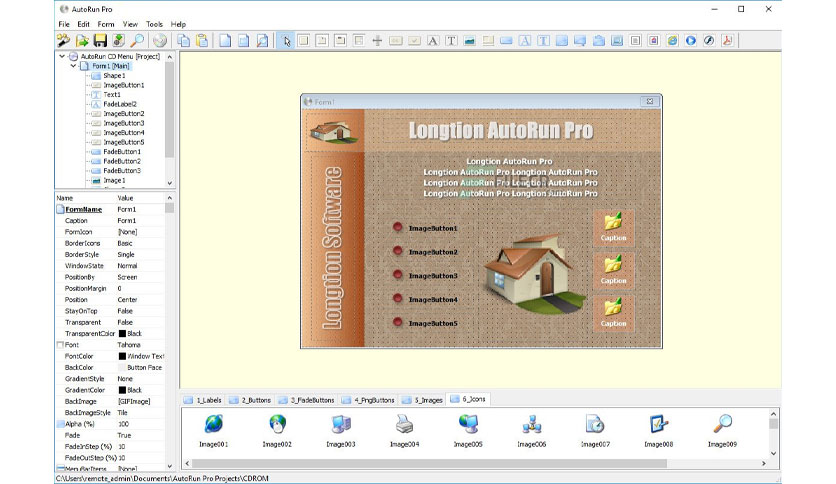 AutoRun Pro
File Edit Form View Tools Help
AutoRun CD Menu [Project]
Form1 [Main]
Shape1
ImageButton1
Text1
FadeLabel2
ImageButton2
ImageButton3
ImageButton4
ImageButton5
FadeButton1
FadeButton2
FadeButton3
Image1
Name Value
FormName Form1
Caption Form1
FormIcon [None]
BorderIcons Basic
BorderStyle Single
WindowState Normal
PositionBy Screen
PositionMargin 0
Position Center
StayOnTop False
Transparent False
TransparentColor Black
Font Tahoma
FontColor Window Text
BackColor Button Face
GradientStyle None
GradientColor Black
BackImage [GIFImage]
BackImageStyle Tile
Alpha (%) 100
Fade True
FadeInStep (%) 10
FadeOutStep (%) 10
MenuBarItems [None]
Form1
Longtion AutoRun Pro
Longtion Software
Longtion AutoRun Pro
Longtion AutoRun Pro Longtion AutoRun Pro
Longtion AutoRun Pro Longtion AutoRun Pro
Longtion AutoRun Pro Longtion AutoRun Pro
ImageButton1
ImageButton2
ImageButton3
ImageButton4
ImageButton5
Caption
Caption
Caption
1_Labels 2_Buttons 3_FadeButtons 4_PngButtons 5_Images 6_Icons
Image001 Image002 Image003 Image004 Image005 Image006 Image007 Image008 Image009
C:\Users\remote_admin\Documents\AutoRun Pro Projects\CDROM